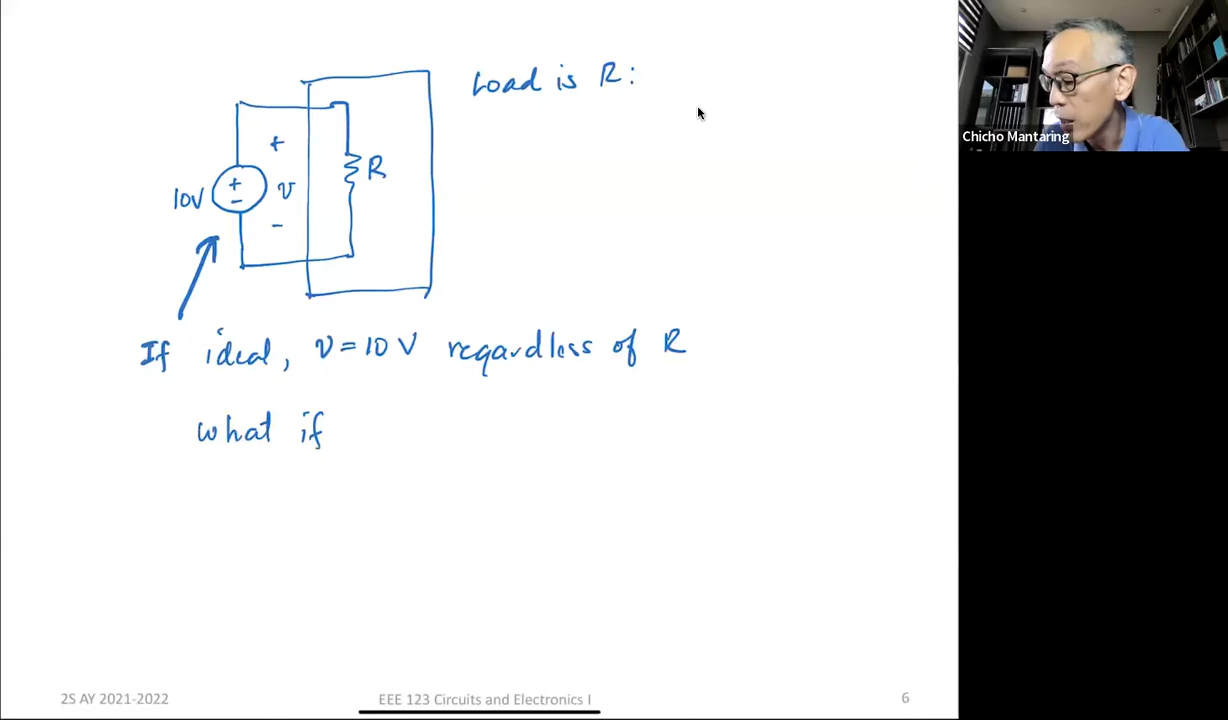 Load is R:
+
10V
+
-
v
-
R
If ideal, v = 10 V regardless of R
what if
2S AY 2021-2022
EEE 123 Circuits and Electronics I
6
Chicho Mantaring